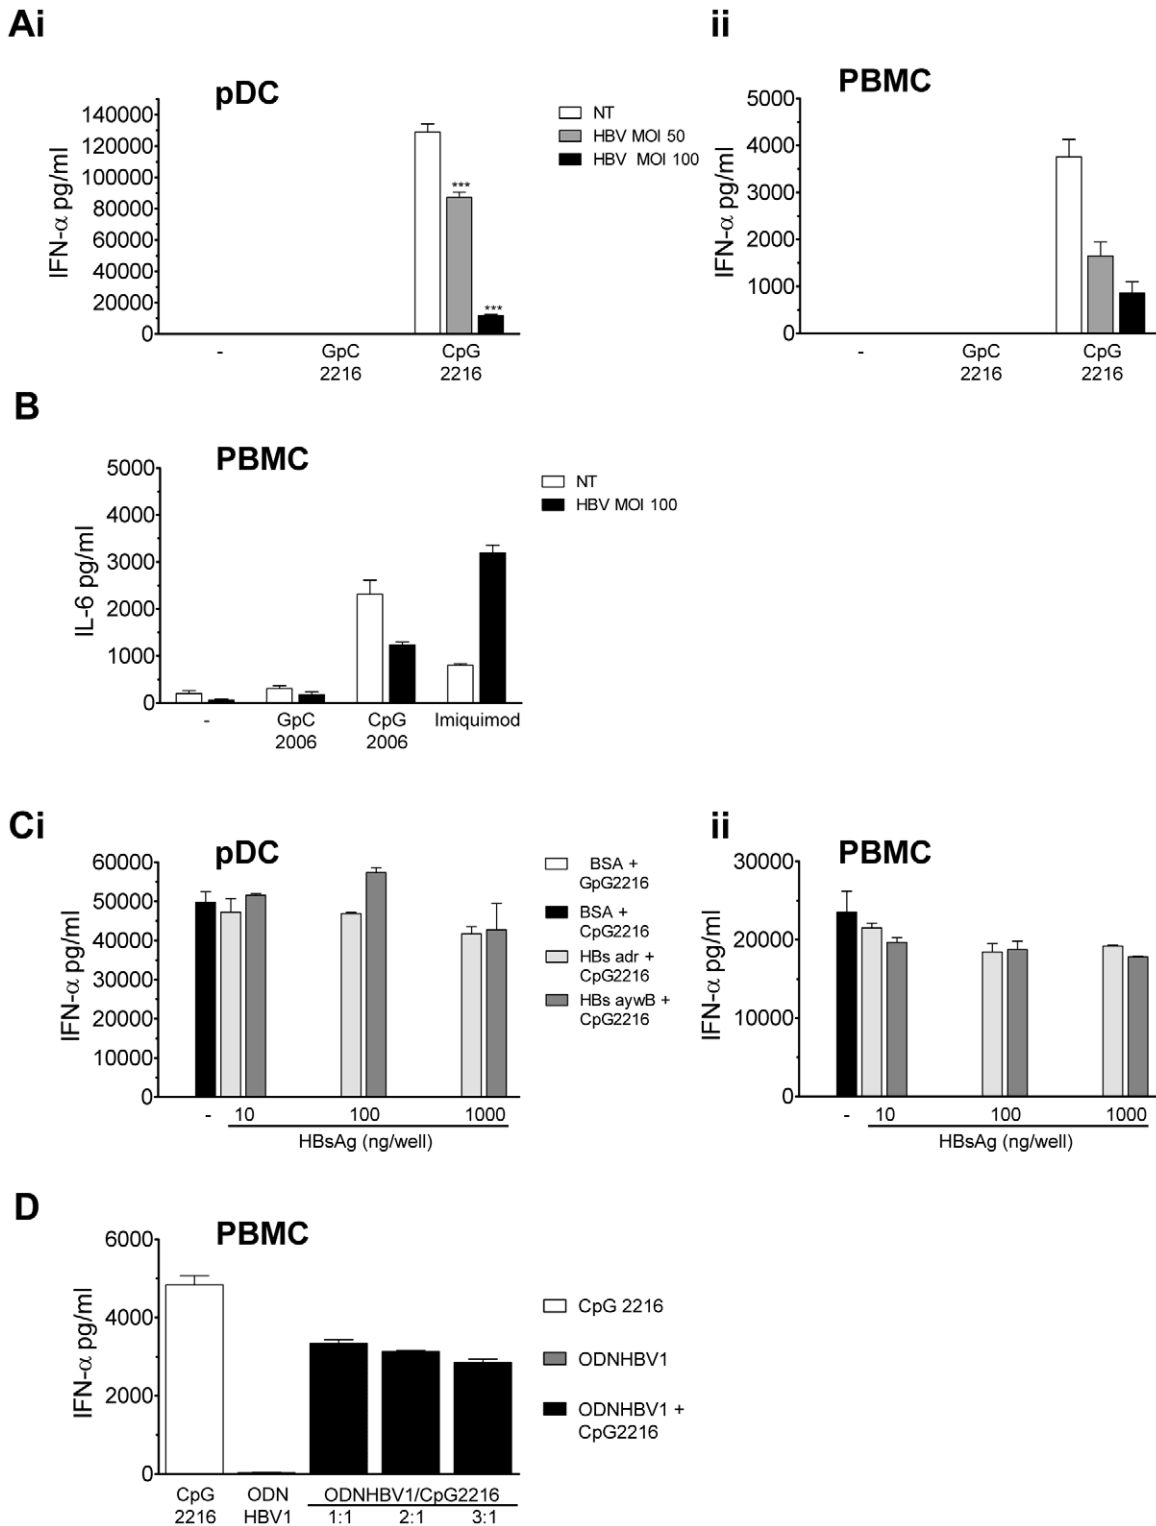 Ai
pDC
IFN-α pg/ml
140000
120000
100000
80000
60000
40000
20000
0
***
***
-
GpC
2216
CpG
2216
NT
HBV MOI 50
HBV MOI 100
ii
PBMC
IFN-α pg/ml
5000
4000
3000
2000
1000
0
-
GpC
2216
CpG
2216
B
PBMC
IL-6 pg/ml
5000
4000
3000
2000
1000
0
-
GpC
2006
CpG
2006
Imiquimod
NT
HBV MOI 100
Ci
pDC
IFN-α pg/ml
60000
50000
40000
30000
20000
10000
0
- 10 100 1000
HBsAg (ng/well)
BSA +
GpG2216
BSA +
CpG2216
HBs adr +
CpG2216
HBs aywB +
CpG2216
ii
PBMC
IFN-α pg/ml
30000
20000
10000
0
- 10 100 1000
HBsAg (ng/well)
D
PBMC
IFN-α pg/ml
6000
4000
2000
0
CpG
2216
ODN
HBV1
ODNHBV1/CpG2216
1:1 2:1 3:1
CpG 2216
ODNHBV1
ODNHBV1 +
CpG2216